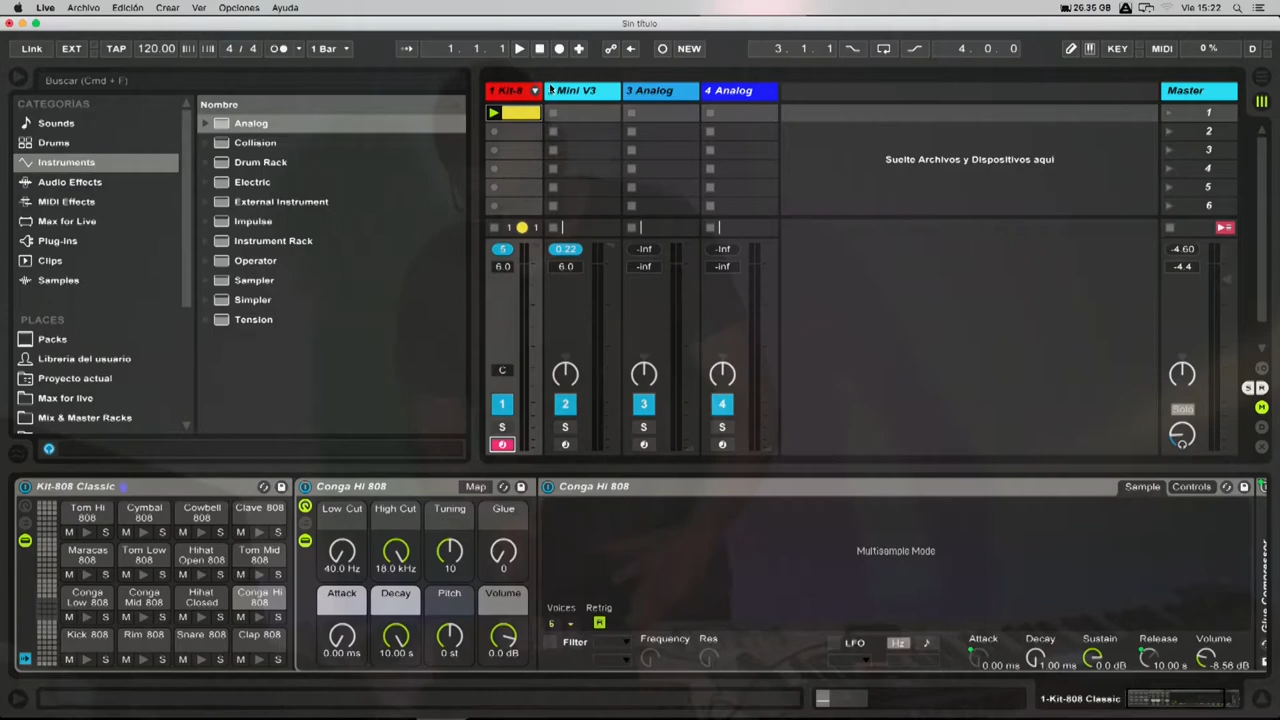 Live Archivo Edición Crear Ver Opciones Ayuda 26.35 GB Vie 15:22
Sin título
Link EXT TAP 120.00 4 / 4 1 Bar 1. 1. 1 NEW 3. 1. 1 4. 0. 0 KEY MIDI 0 % D
Buscar (Cmd + F)
CATEGORÍAS
Sounds
Drums
Instruments
Audio Effects
MIDI Effects
Max for Live
Plug-ins
Clips
Samples
PLACES
Packs
Librería del usuario
Proyecto actual
Max for live
Mix & Master Racks
Nombre
Analog
Collision
Drum Rack
Electric
External Instrument
Impulse
Instrument Rack
Operator
Sampler
Simpler
Tension
1 Kit-8 Mini V3 3 Analog 4 Analog Master
1
2
3
4
5
6
Suelte Archivos y Dispositivos aquí
1 1
5 0.22 -Inf -Inf -4.60
6.0 6.0 -inf -inf -4.4
C
1 2 3 4 Solo
S S S S
S R
H
D
Kit-808 Classic
Tom Hi 808 Cymbal 808 Cowbell 808 Clave 808
M S M S M S M S
Maracas 808 Tom Low 808 Hihat Open 808 Tom Mid 808
M S M S M S M S
Conga Low 808 Conga Mid 808 Hihat Closed Conga Hi 808
M S M S M S M S
Kick 808 Rim 808 Snare 808 Clap 808
M S M S M S M S
Conga Hi 808 Map
Low Cut High Cut Tuning Glue
40.0 Hz 18.0 kHz 10 0
Attack Decay Pitch Volume
0.00 ms 10.00 s 0 st 0.0 dB
Conga Hi 808 Sample Controls
Multisample Mode
Voices Retrig
6 R
Filter Frequency Res LFO Hz Attack Decay Sustain Release Volume
0.00 ms 1.00 ms 0.0 dB 10.00 s -8.56 dB
Glue Compressor
1-Kit-808 Classic